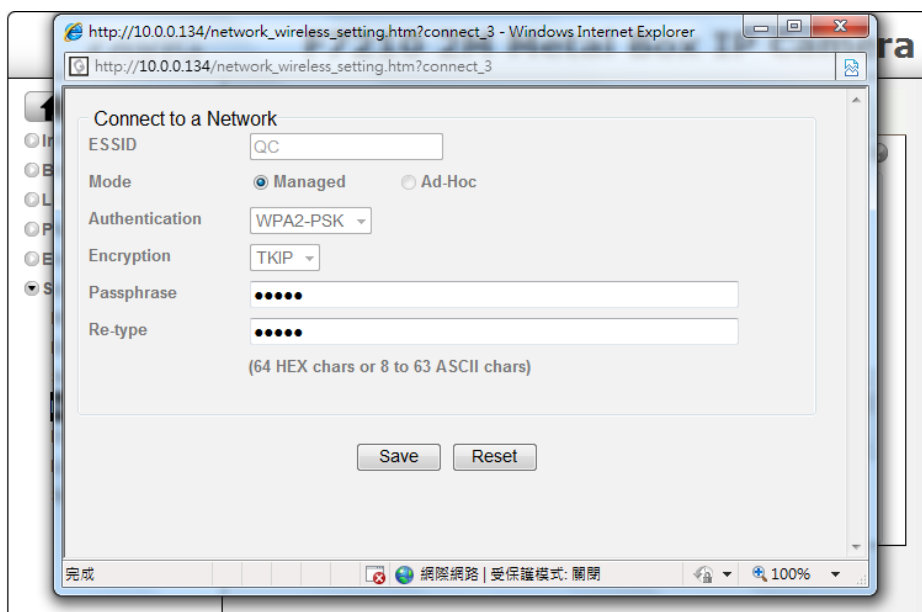 http://10.0.0.134/network_wireless_setting.htm?connect_3 - Windows Internet Explorer
http://10.0.0.134/network_wireless_setting.htm?connect_3
ra
Connect to a Network
ESSID QC
Mode Managed Ad-Hoc
Authentication WPA2-PSK
Encryption TKIP
Passphrase •••••
Re-type •••••
(64 HEX chars or 8 to 63 ASCII chars)
Save Reset
完成 網際網路 | 受保護模式: 關閉 100%